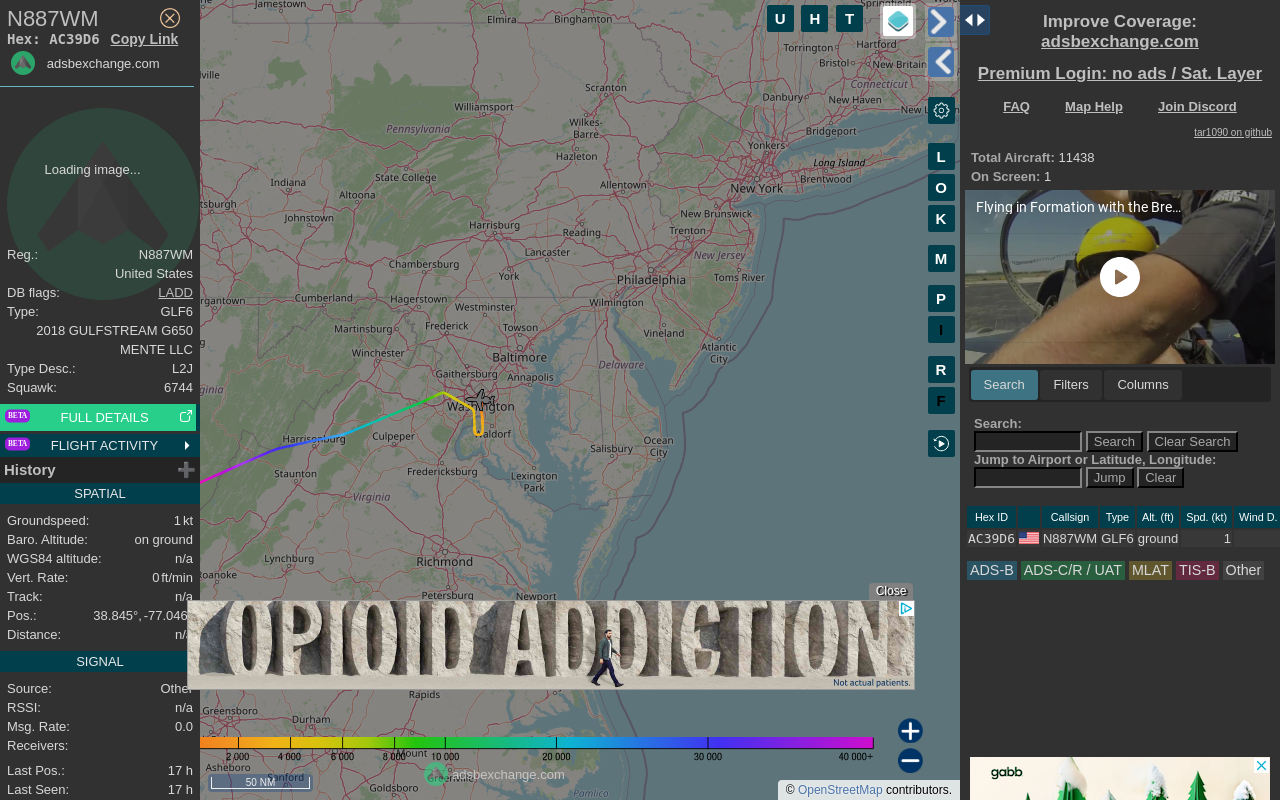 N887WM
Hex: AC39D6 Copy Link
adsbexchange.com
Loading image...
Reg.: N887WM
United States
DB flags: LADD
Type: GLF6
2018 GULFSTREAM G650
MENTE LLC
Type Desc.: L2J
Squawk: 6744
BETA FULL DETAILS
BETA FLIGHT ACTIVITY
History
SPATIAL
Groundspeed: 1 kt
Baro. Altitude: on ground
WGS84 altitude: n/a
Vert. Rate: 0 ft/min
Track: n/a
Pos.: 38.845°, -77.046
Distance:
SIGNAL
Source: Other
RSSI: n/a
Msg. Rate: 0.0
Receivers:
Last Pos.: 17 h
Last Seen: 17 h
U H T
L
O
K
M
P
I
R
F
Elmira
Binghamton
Springfield
Torrington
Hartford
Bristol
New Britain
Connecticut
Scranton
Danbury
New Haven
Williamsport
Wilkes-
Barre
Bridgeport
Pennsylvania
Yonkers
Hazleton
Long Island
State College
Brentwood
Indiana
Allentown
New York
Altoona
Johnstown
New Brunswick
Harrisburg
Reading
Trenton
Lancaster
New Jersey
Chambersburg
York
Philadelphia
Toms River
Cumberland
Hagerstown
Wilmington
Westminster
Martinsburg
Frederick
Towson
Vineland
Winchester
Baltimore
Atlantic
City
Delaware
Gaithersburg
Annapolis
Washington
Waldorf
Harrisonburg
Culpeper
Ocean
City
Salisbury
Staunton
Fredericksburg
Lexington
Park
Virginia
Lynchburg
Richmond
Roanoke
Petersburg
Newport
Close
OPIOID ADDICTION
Not actual patients.
Greensboro
Rapids
Durham
Asheboro
Sanford
Goldsboro
Greenville
Pamlico
2 000 4 000 6 000 8 000 10 000 20 000 30 000 40 000+
adsbexchange.com
50 NM
© OpenStreetMap contributors.
Improve Coverage:
adsbexchange.com
Premium Login: no ads / Sat. Layer
FAQ Map Help Join Discord
tar1090 on github
Total Aircraft: 11438
On Screen: 1
Flying in Formation with the Bre...
Search Filters Columns
Search:
Search Clear Search
Jump to Airport or Latitude, Longitude:
Jump Clear
Hex ID Callsign Type Alt. (ft) Spd. (kt) Wind D.
AC39D6 N887WM GLF6 ground 1
ADS-B ADS-C/R / UAT MLAT TIS-B Other
gabb